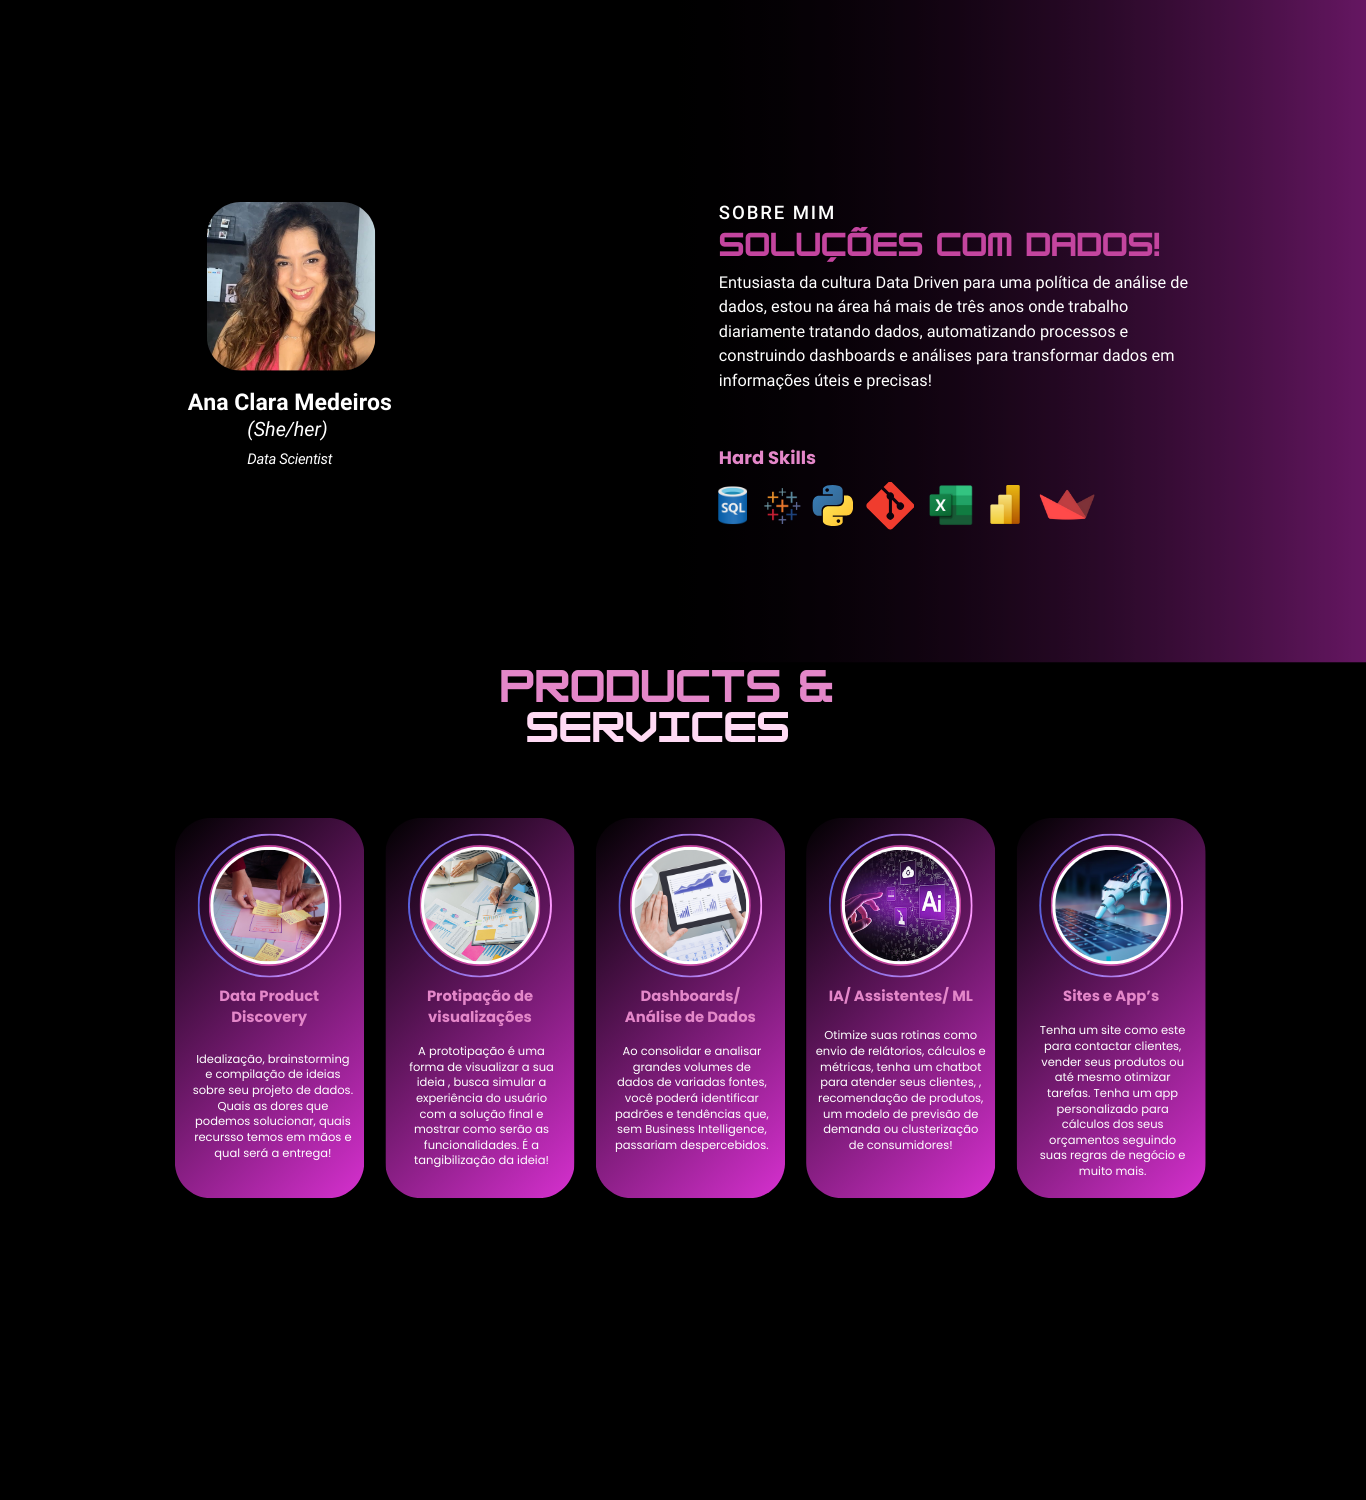 Ana Clara Medeiros
(She/her)
Data Scientist
SOBRE MIM
SOLUÇÕES COM DADOS!
Entusiasta da cultura Data Driven para uma política de análise de
dados, estou na área há mais de três anos onde trabalho
diariamente tratando dados, automatizando processos e
construindo dashboards e análises para transformar dados em
informações úteis e precisas!
Hard Skills
SQL
X
PRODUCTS &
SERVICES
Data Product
Discovery
Idealização, brainstorming
e compilação de ideias
sobre seu projeto de dados.
Quais as dores que
podemos solucionar, quais
recursso temos em mãos e
qual será a entrega!
Protipação de
visualizações
A prototipação é uma
forma de visualizar a sua
ideia , busca simular a
experiência do usuário
com a solução final e
mostrar como serão as
funcionalidades. É a
tangibilização da ideia!
Dashboards/
Análise de Dados
Ao consolidar e analisar
grandes volumes de
dados de variadas fontes,
você poderá identificar
padrões e tendências que,
sem Business Intelligence,
passariam despercebidos.
Ai
IA/ Assistentes/ ML
Otimize suas rotinas como
envio de relátorios, cálculos e
métricas, tenha um chatbot
para atender seus clientes, ,
recomendação de produtos,
um modelo de previsão de
demanda ou clusterização
de consumidores!
Sites e App’s
Tenha um site como este
para contactar clientes,
vender seus produtos ou
até mesmo otimizar
tarefas. Tenha um app
personalizado para
cálculos dos seus
orçamentos seguindo
suas regras de negócio e
muito mais.